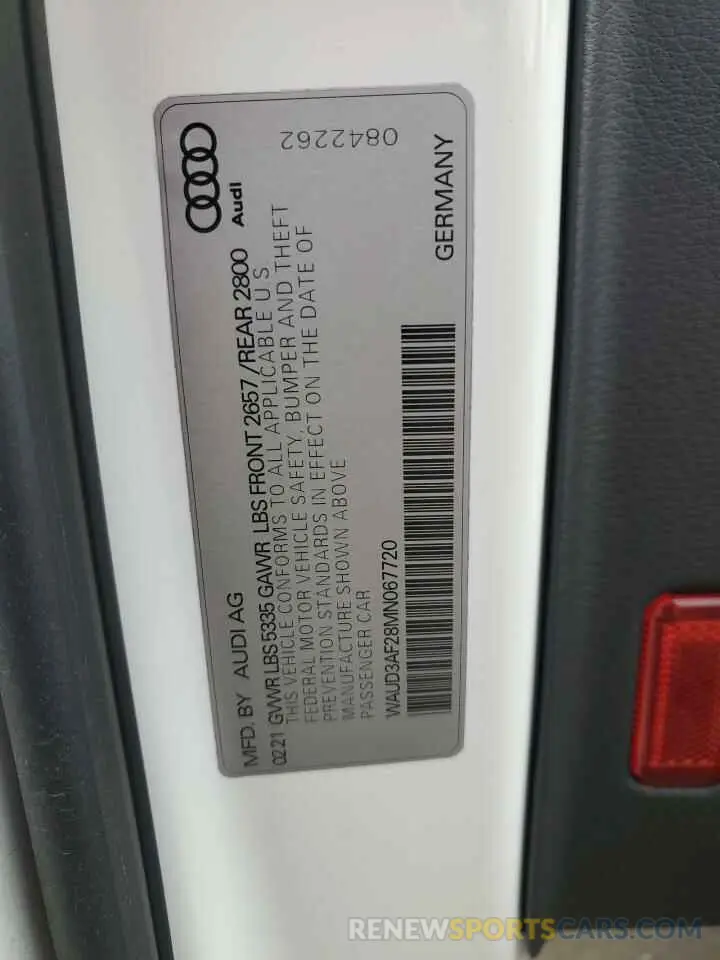 MFD. BY AUDI AG
0221 GVWR LBS 5335 GAWR LBS FRONT 2657/REAR 2800
THIS VEHICLE CONFORMS TO ALL APPLICABLE U S
FEDERAL MOTOR VEHICLE SAFETY, BUMPER AND THEFT
PREVENTION STANDARDS IN EFFECT ON THE DATE OF
MANUFACTURE SHOWN ABOVE
PASSENGER CAR
WAUD3AF28MN067720
Audi
0842262
GERMANY
RENEWSPORTSCARS.COM